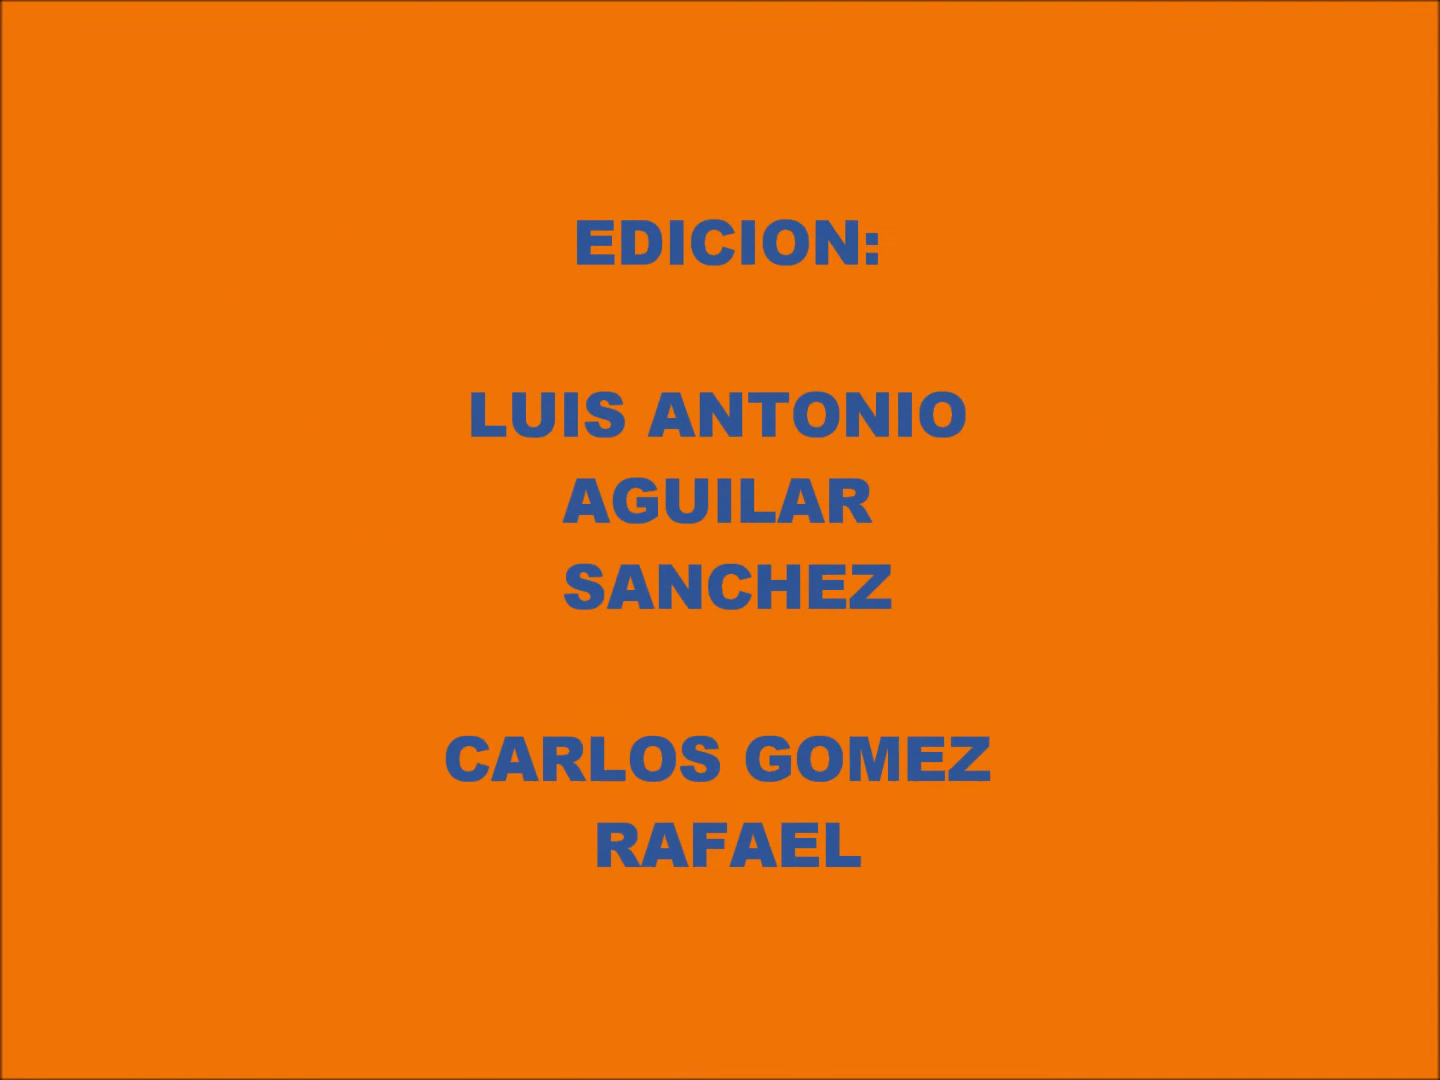 EDICION:
LUIS ANTONIO
AGUILAR
SANCHEZ
CARLOS GOMEZ
RAFAEL